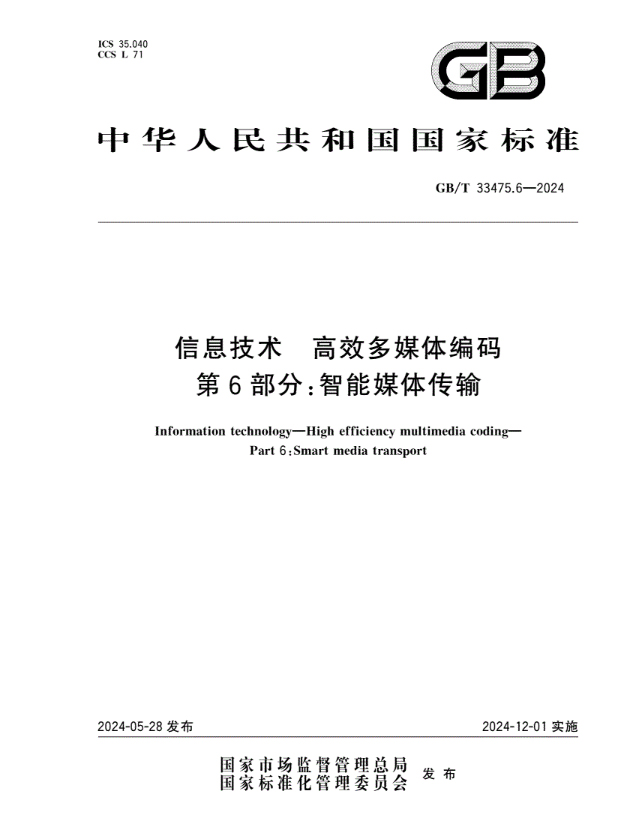 ICS 35.040
CCS L 71
GB
中华人民共和国国家标准
GB/T 33475.6—2024
信息技术 高效多媒体编码
第6部分:智能媒体传输
Information technology—High efficiency multimedia coding—
Part 6:Smart media transport
2024-05-28 发布
2024-12-01 实施
国家市场监督管理总局
国家标准化管理委员会
发布